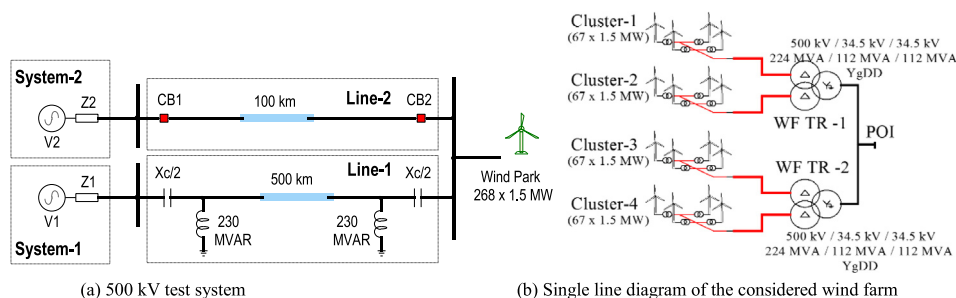 System-2
Z2
V2
CB1
100 km
Line-2
CB2
System-1
Z1
V1
Xc/2
500 km
Line-1
Xc/2
230
MVAR
230
MVAR
Wind Park
268 x 1.5 MW
(a) 500 kV test system
Cluster-1
(67 x 1.5 MW)
500 kV / 34.5 kV / 34.5 kV
224 MVA / 112 MVA / 112 MVA
YgDD
Cluster-2
(67 x 1.5 MW)
WF TR -1
POI
Cluster-3
(67 x 1.5 MW)
WF TR -2
Cluster-4
(67 x 1.5 MW)
500 kV / 34.5 kV / 34.5 kV
224 MVA / 112 MVA / 112 MVA
YgDD
(b) Single line diagram of the considered wind farm